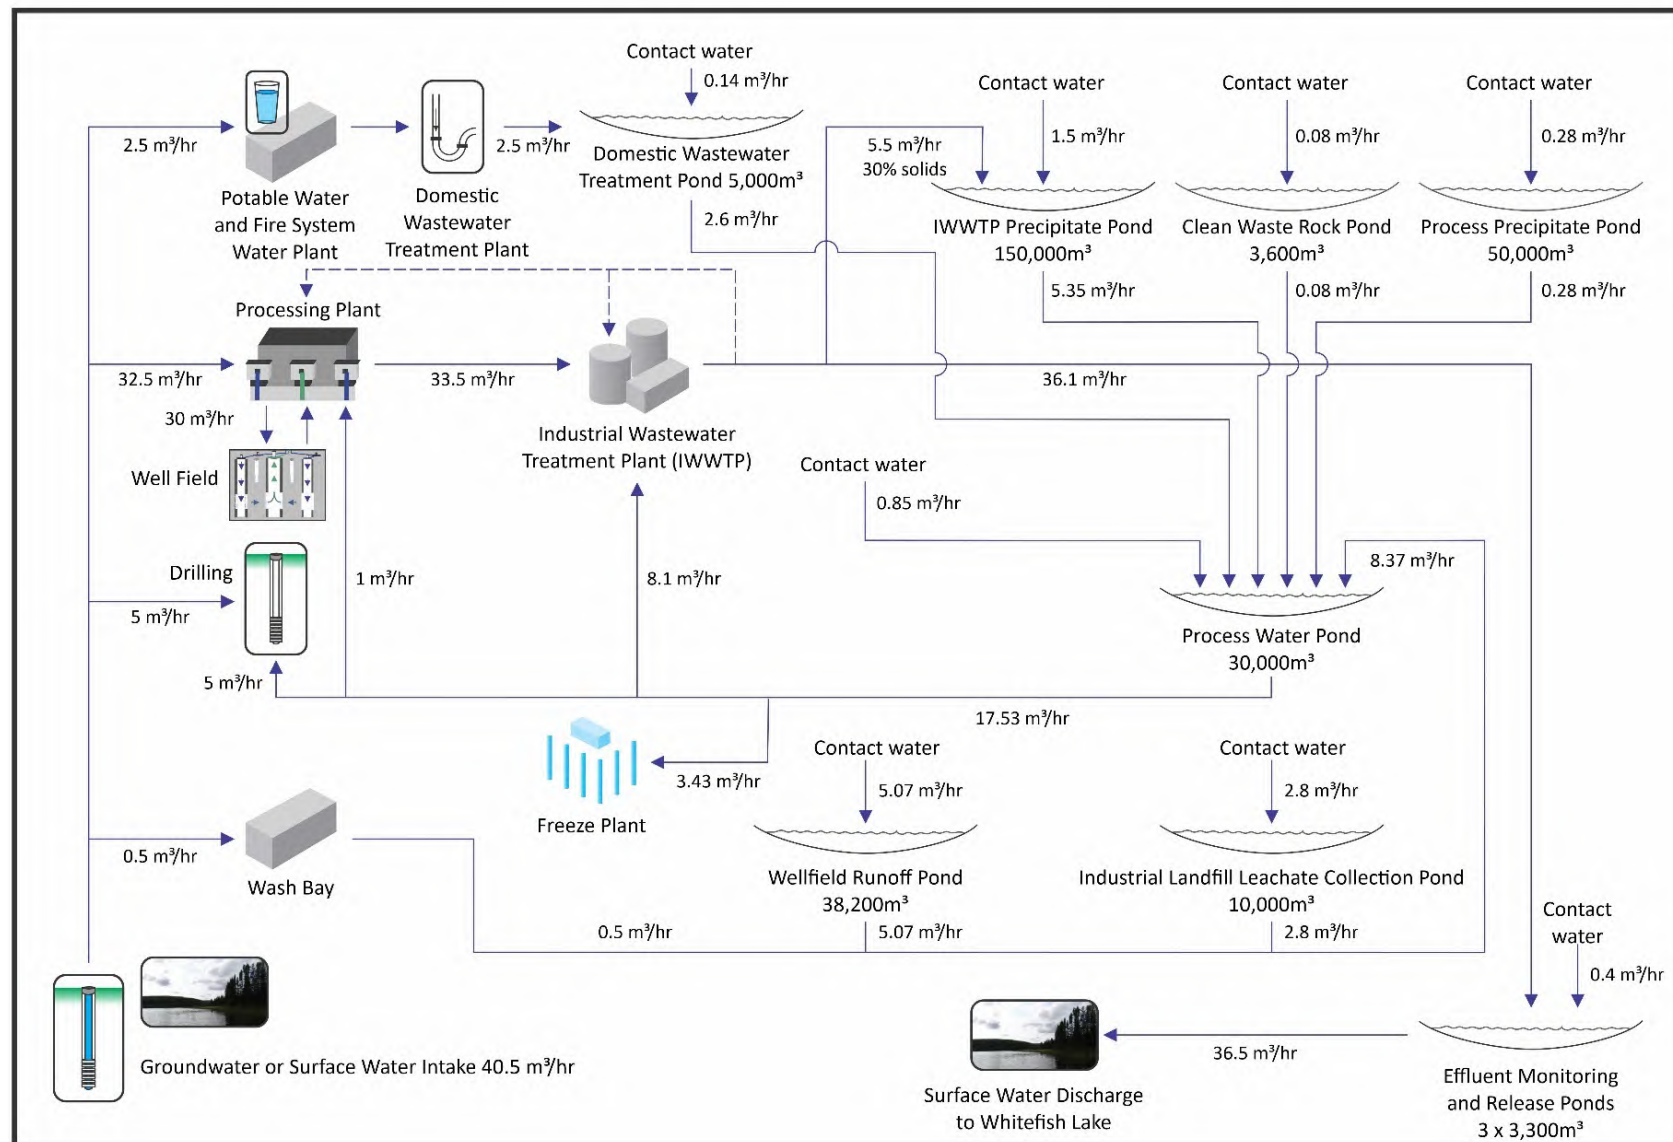 Contact water
0.14 m³/hr
Contact water
1.5 m³/hr
Contact water
0.08 m³/hr
Contact water
0.28 m³/hr
2.5 m³/hr
Potable Water
and Fire System
Water Plant
Domestic
Wastewater
Treatment Plant
2.5 m³/hr
Domestic Wastewater
Treatment Pond 5,000m³
2.6 m³/hr
5.5 m³/hr
30% solids
IWWTP Precipitate Pond
150,000m³
5.35 m³/hr
Clean Waste Rock Pond
3,600m³
0.08 m³/hr
Process Precipitate Pond
50,000m³
0.28 m³/hr
Processing Plant
32.5 m³/hr
33.5 m³/hr
36.1 m³/hr
30 m³/hr
Well Field
Industrial Wastewater
Treatment Plant (IWWTP)
Contact water
0.85 m³/hr
Drilling
5 m³/hr
1 m³/hr
8.1 m³/hr
8.37 m³/hr
Process Water Pond
30,000m³
5 m³/hr
17.53 m³/hr
3.43 m³/hr
Freeze Plant
Contact water
5.07 m³/hr
Contact water
2.8 m³/hr
0.5 m³/hr
Wash Bay
Wellfield Runoff Pond
38,200m³
Industrial Landfill Leachate Collection Pond
10,000m³
0.5 m³/hr
5.07 m³/hr
2.8 m³/hr
Contact
water
0.4 m³/hr
Groundwater or Surface Water Intake 40.5 m³/hr
36.5 m³/hr
Surface Water Discharge
to Whitefish Lake
Effluent Monitoring
and Release Ponds
3 x 3,300m³